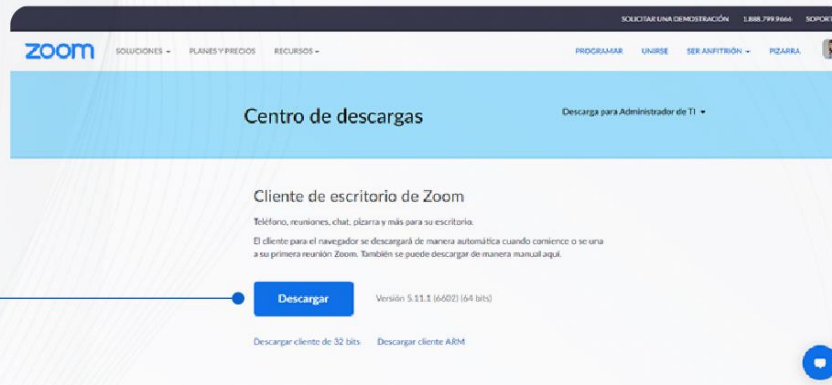 SOLICITAR UNA DEMOSTRACIÓN 1.888.799.9666 SOPORT
zoom SOLUCIONES PLANES Y PRECIOS RECURSOS PROGRAMAR UNIRSE SER ANFITRIÓN PIZARRA
Centro de descargas Descarga para Administrador de TI
Cliente de escritorio de Zoom
Teléfono, reuniones, chat, pizarra y más para su escritorio.
El cliente para el navegador se descargará de manera automática cuando comience o se una
a su primera reunión Zoom. También se puede descargar de manera manual aquí.
Descargar Versión 5.11.1 (6602) (64 bits)
Descargar cliente de 32 bits Descargar cliente ARM